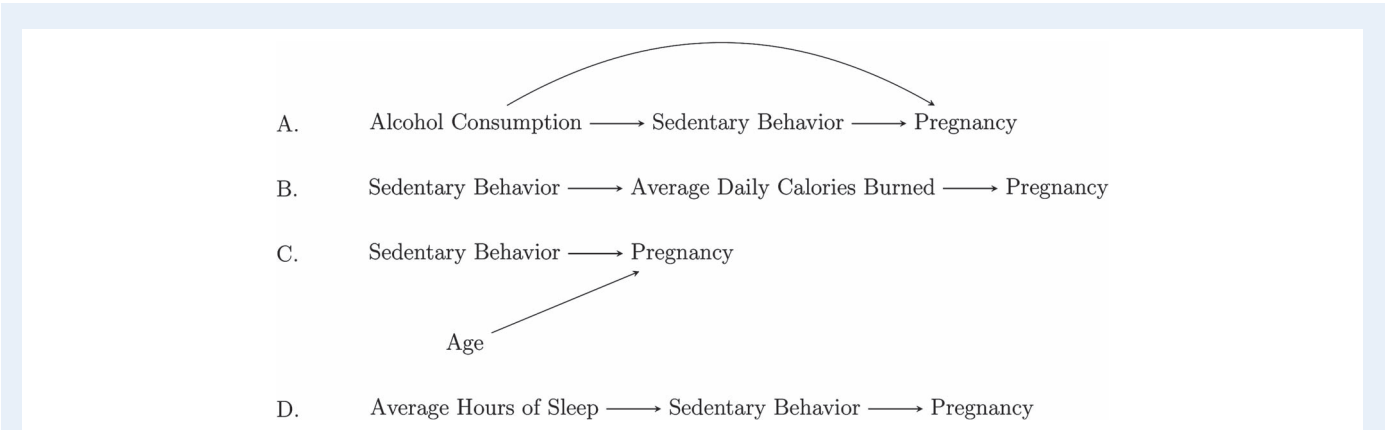 A. Alcohol Consumption Sedentary Behavior Pregnancy
B. Sedentary Behavior Average Daily Calories Burned Pregnancy
C. Sedentary Behavior Pregnancy
Age
D. Average Hours of Sleep Sedentary Behavior Pregnancy